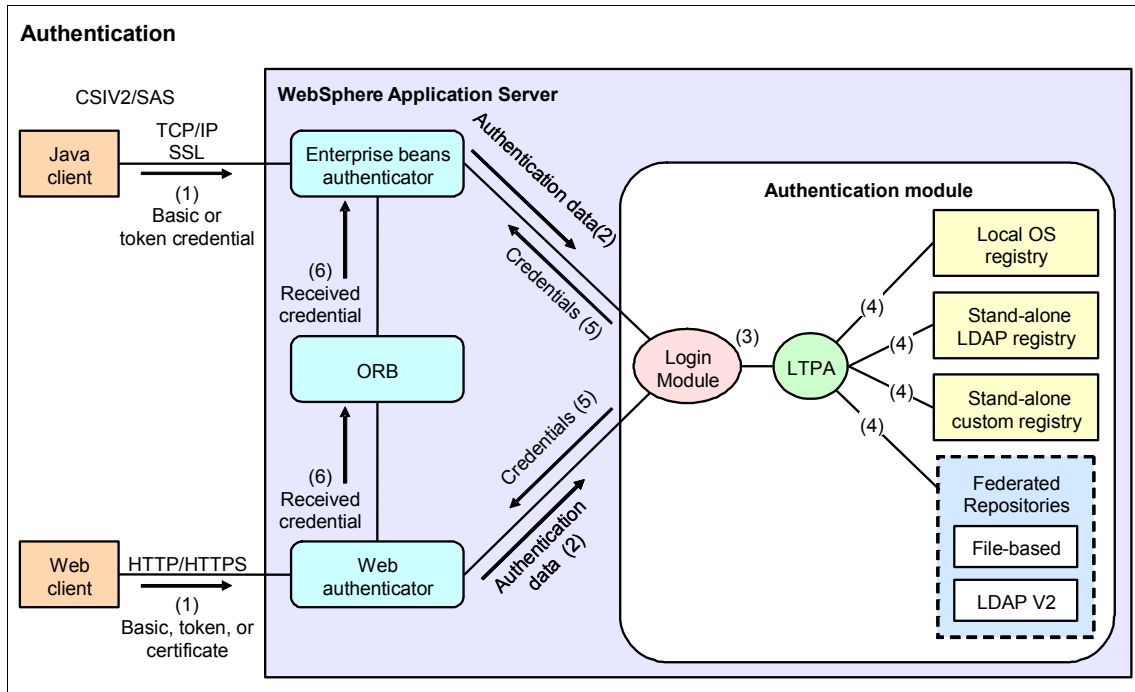 Authentication
WebSphere Application Server
CSIV2/SAS
TCP/IP
SSL
Java
client
(1)
Basic or
token credential
Enterprise beans
authenticator
Authentication data(2)
Credentials (5)
(6)
Received
credential
ORB
(6)
Received
credential
Credentials (5)
Authentication
data (2)
Web
client
HTTP/HTTPS
(1)
Basic, token, or
certificate
Web
authenticator
Authentication module
Login
Module
(3)
LTPA
(4)
(4)
(4)
(4)
Local OS
registry
Stand-alone
LDAP registry
Stand-alone
custom registry
Federated
Repositories
File-based
LDAP V2